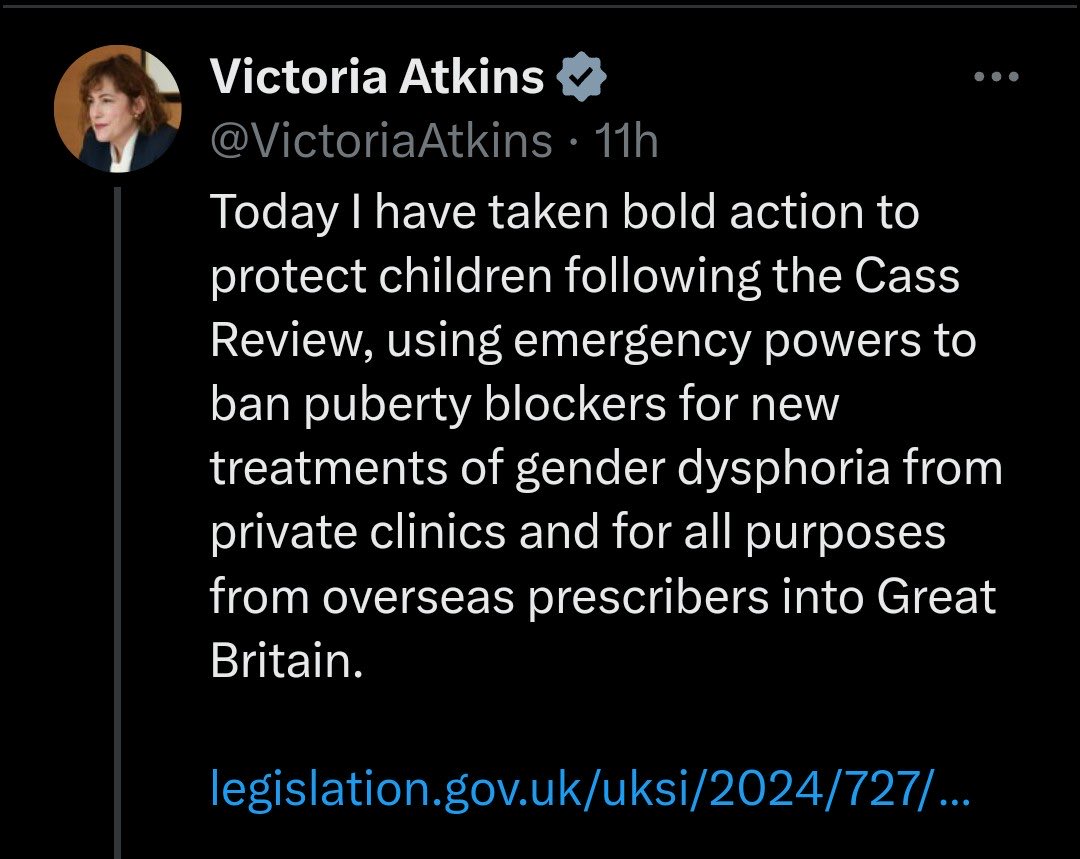 Victoria Atkins
@VictoriaAtkins · 11h
Today I have taken bold action to
protect children following the Cass
Review, using emergency powers to
ban puberty blockers for new
treatments of gender dysphoria from
private clinics and for all purposes
from overseas prescribers into Great
Britain.
legislation.gov.uk/uksi/2024/727/...